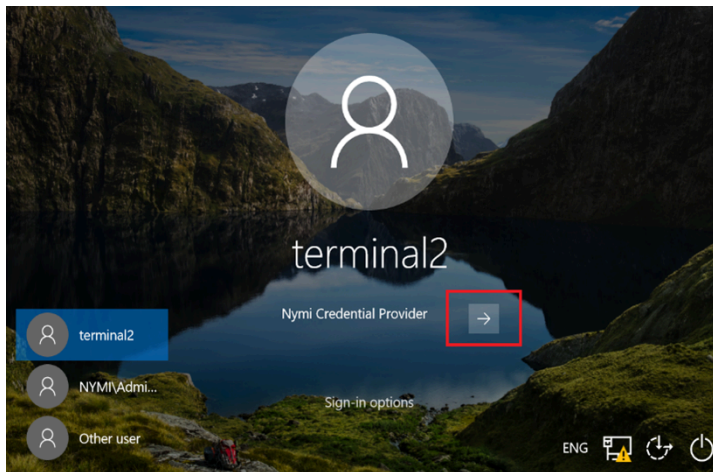 terminal2
Nymi Credential Provider
terminal2
NYMI\Admi...
Sign-in options
Other user
ENG